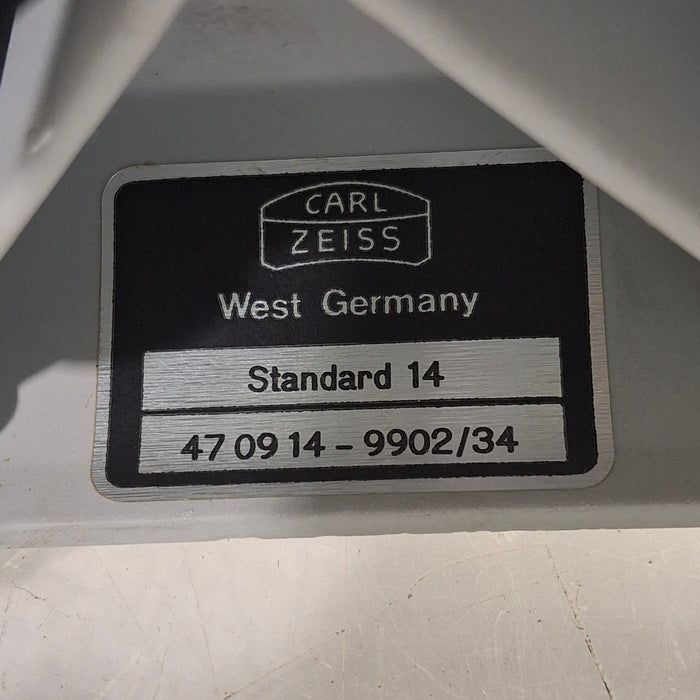 CARL
ZEISS
West Germany
Standard 14
47 09 14 - 9902/34